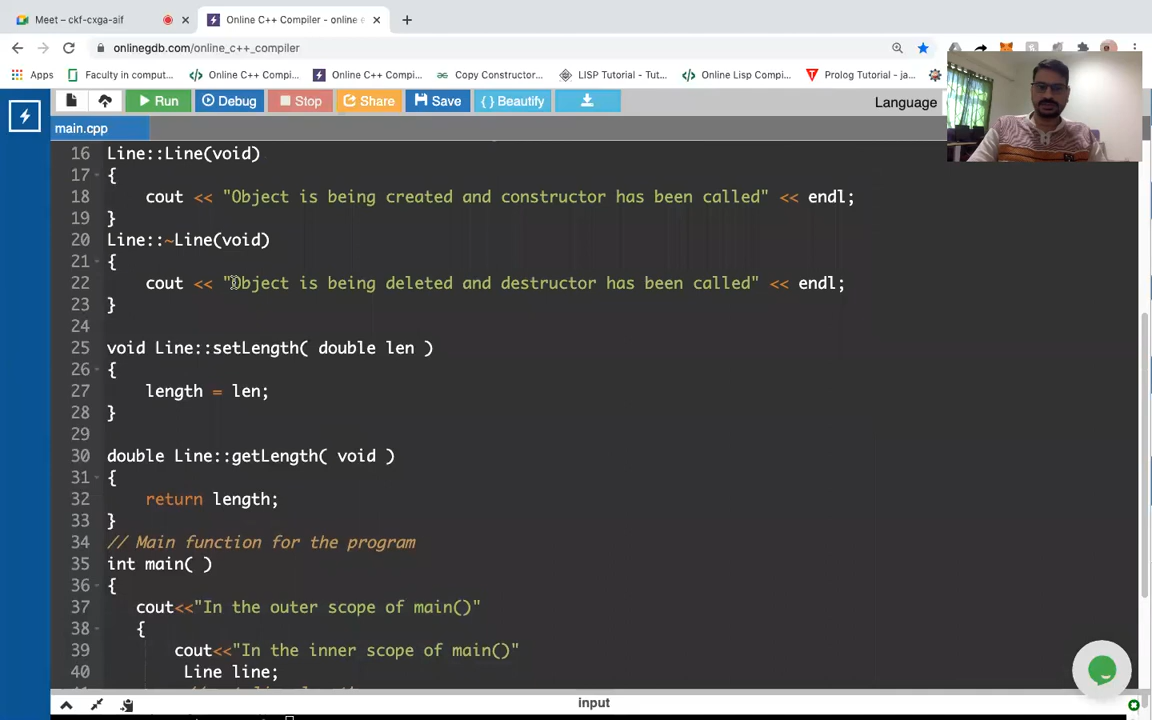 Meet – ckf-cxga-aif
Online C++ Compiler - online e
onlinegdb.com/online_c++_compiler
Apps
Faculty in comput...
Online C++ Compi...
Online C++ Compi...
Copy Constructor...
LISP Tutorial - Tut...
Online Lisp Compi...
Prolog Tutorial - ja...
Run
Debug
Stop
Share
Save
{ } Beautify
Language
main.cpp
16 Line::Line(void)
17 {
18 cout << "Object is being created and constructor has been called" << endl;
19 }
20 Line::~Line(void)
21 {
22 cout << "Object is being deleted and destructor has been called" << endl;
23 }
24
25 void Line::setLength( double len )
26 {
27 length = len;
28 }
29
30 double Line::getLength( void )
31 {
32 return length;
33 }
34 // Main function for the program
35 int main( )
36 {
37 cout<<"In the outer scope of main()"
38 {
39 cout<<"In the inner scope of main()"
40 Line line;
input